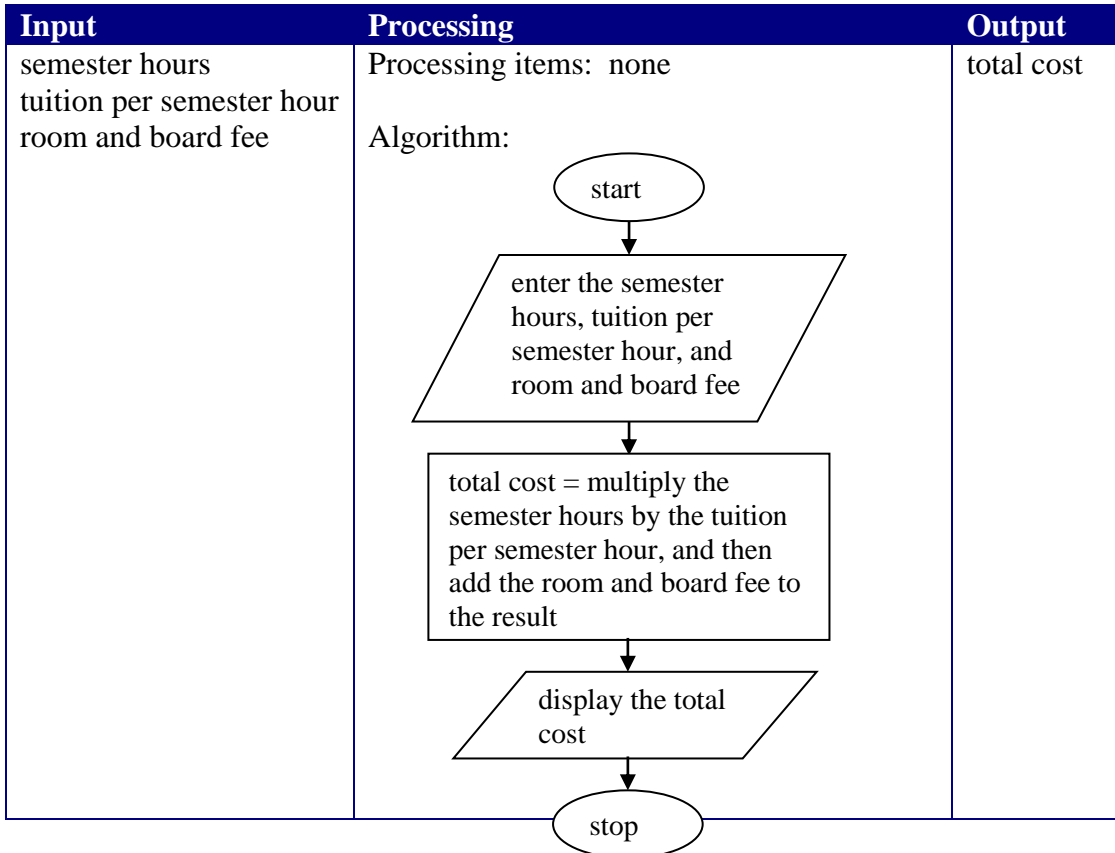 Input
Processing
Output
semester hours
tuition per semester hour
room and board fee
Processing items: none
Algorithm:
start
enter the semester
hours, tuition per
semester hour, and
room and board fee
total cost = multiply the
semester hours by the tuition
per semester hour, and then
add the room and board fee to
the result
display the total
cost
stop
total cost